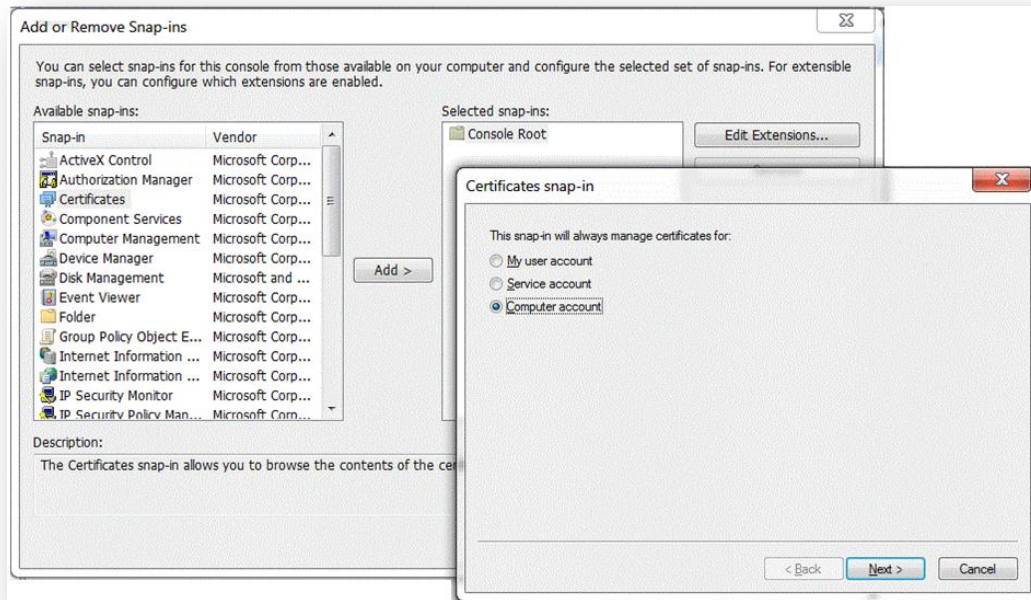 Add or Remove Snap-ins
You can select snap-ins for this console from those available on your computer and configure the selected set of snap-ins. For extensible
snap-ins, you can configure which extensions are enabled.
Available snap-ins:
Snap-in Vendor
ActiveX Control Microsoft Corp...
Authorization Manager Microsoft Corp...
Certificates Microsoft Corp...
Component Services Microsoft Corp...
Computer Management Microsoft Corp...
Device Manager Microsoft Corp...
Disk Management Microsoft and ...
Event Viewer Microsoft Corp...
Folder Microsoft Corp...
Group Policy Object E... Microsoft Corp...
Internet Information ... Microsoft Corp...
Internet Information ... Microsoft Corp...
IP Security Monitor Microsoft Corp...
IP Security Policy Man... Microsoft Corp...
Add >
Selected snap-ins:
Console Root
Edit Extensions...
Description:
The Certificates snap-in allows you to browse the contents of the
Certificates snap-in
This snap-in will always manage certificates for:
My user account
Service account
Computer account
< Back
Next >
Cancel